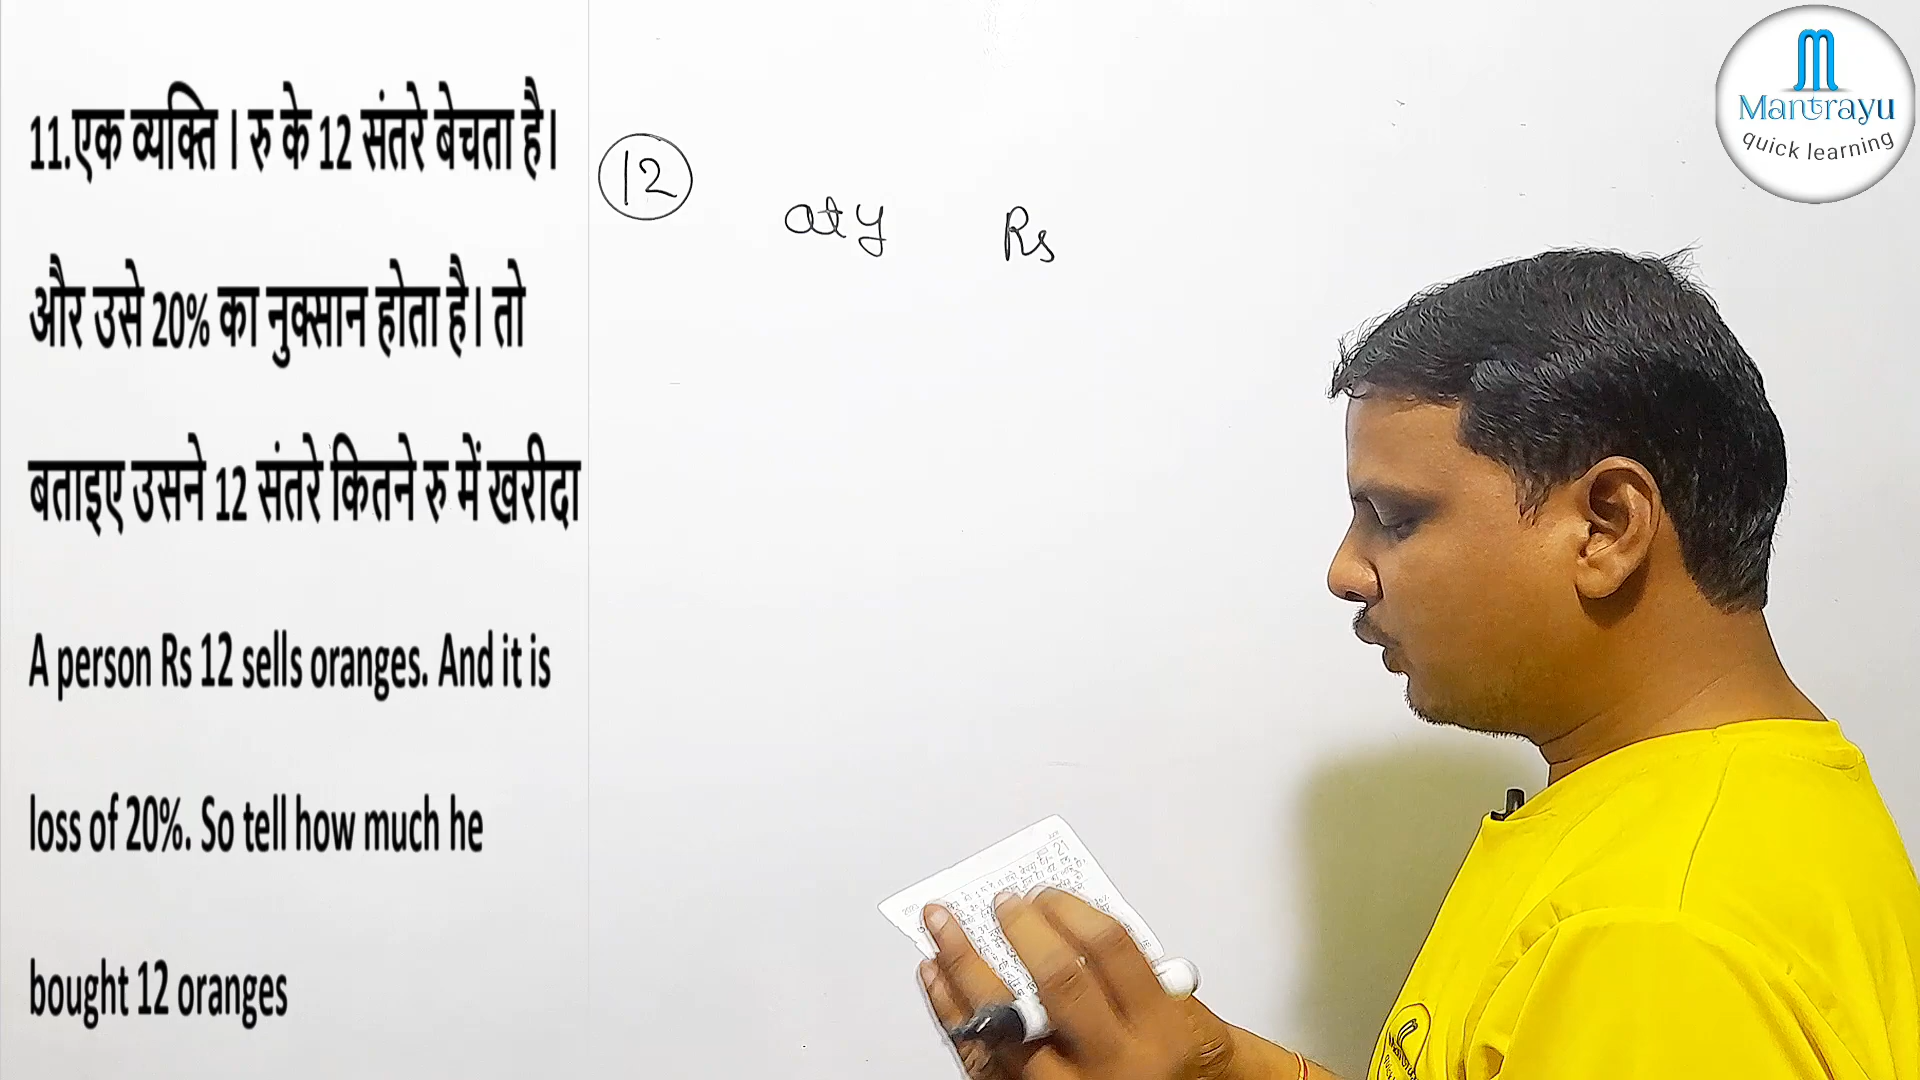 11.एक व्यक्ति । रु के 12 संतरे बेचता है।
और उसे 20% का नुक्सान होता है। तो
बताइए उसने 12 संतरे कितने रु में खरीदा
A person Rs 12 sells oranges. And it is
loss of 20%. So tell how much he
bought 12 oranges
12
aty Rs
Mantrayu
quick learning
21